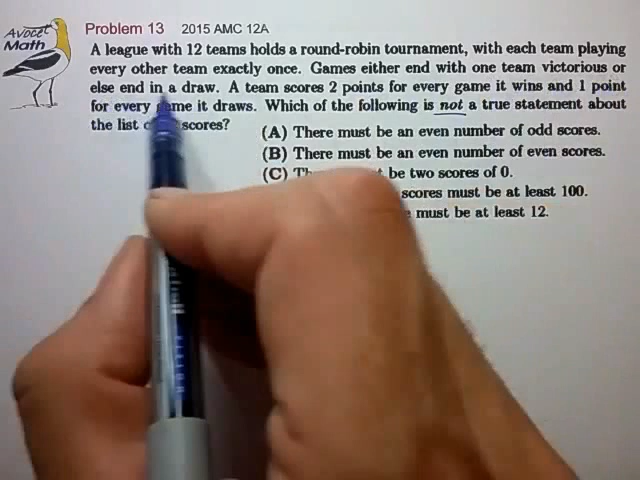 Avocet
Math
Problem 13 2015 AMC 12A
A league with 12 teams holds a round-robin tournament, with each team playing
every other team exactly once. Games either end with one team victorious or
else end in a draw. A team scores 2 points for every game it wins and 1 point
for every game it draws. Which of the following is not a true statement about
the list scores?
(A) There must be an even number of odd scores.
(B) There must be an even number of even scores.
(C) be two scores of 0.
scores must be at least 100.
must be at least 12.